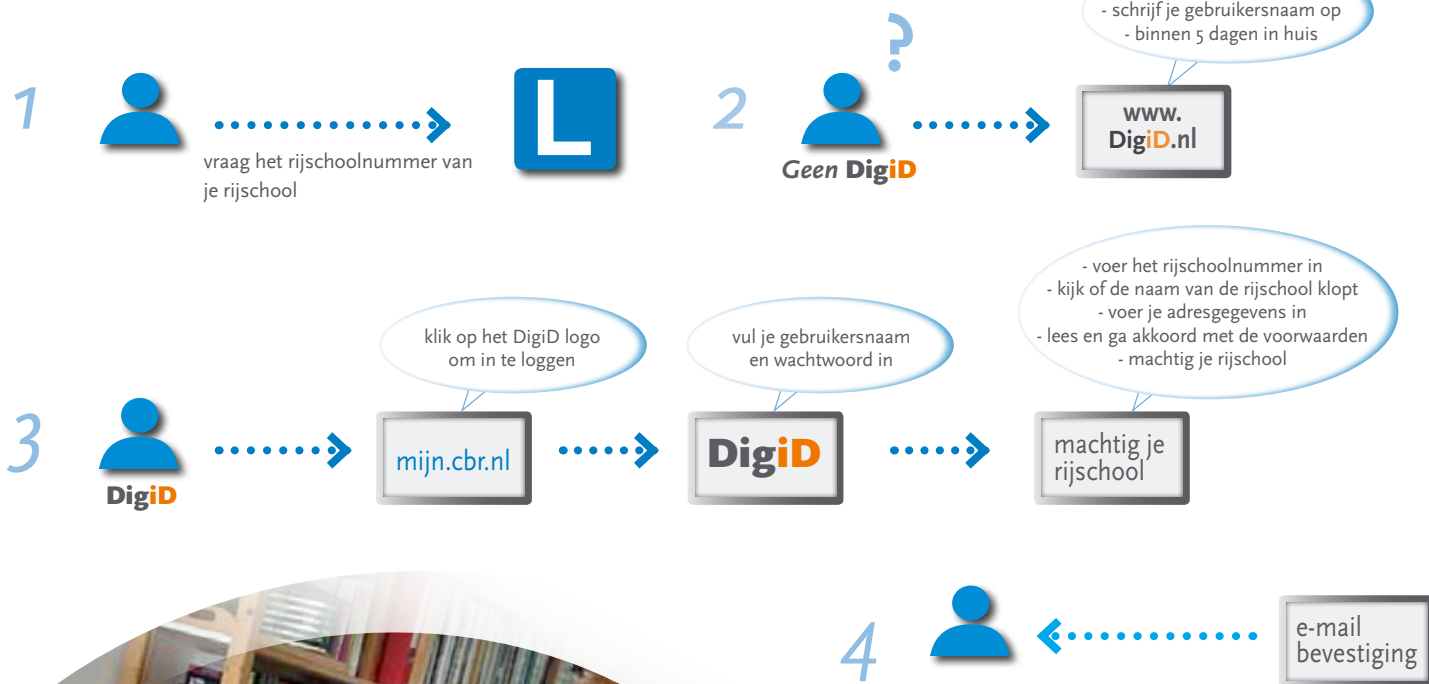 1
L
vraag het rijschoolnummer van
je rijschool
2
?
Geen DigiD
- schrijf je gebruikersnaam op
- binnen 5 dagen in huis
www.
DigiD.nl
3
DigiD
klik op het DigiD logo
om in te loggen
mijn.cbr.nl
vul je gebruikersnaam
en wachtwoord in
DigiD
- voer het rijschoolnummer in
- kijk of de naam van de rijschool klopt
- voer je adresgegevens in
- lees en ga akkoord met de voorwaarden
- machtig je rijschool
machtig je
rijschool
4
e-mail
bevestiging